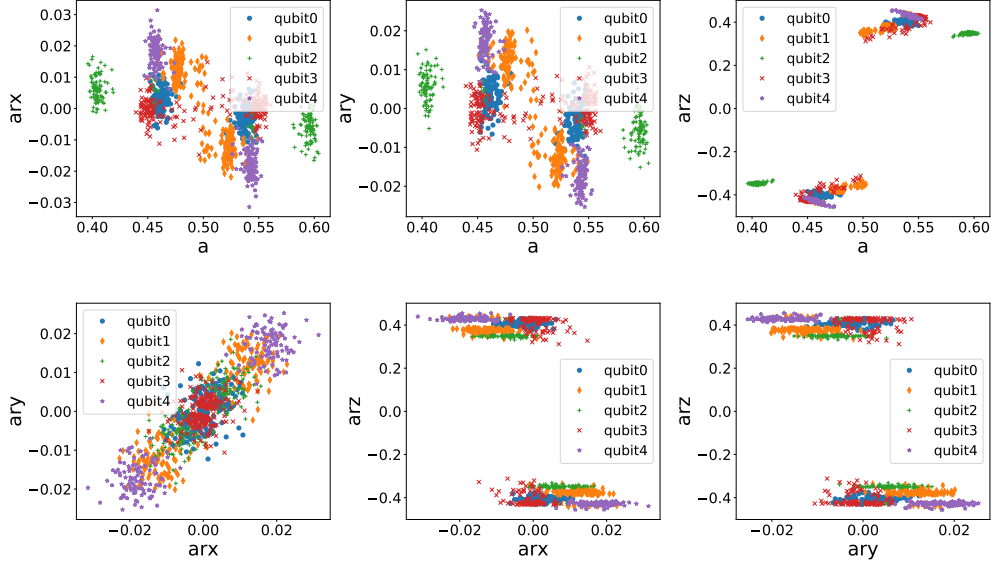 arx
0.03
0.02
0.01
0.00
−0.01
−0.02
−0.03
0.40
0.45
0.50
0.55
0.60
a
qubit0
qubit1
qubit2
qubit3
qubit4
ary
0.02
0.01
0.00
−0.01
−0.02
0.40
0.45
0.50
0.55
0.60
a
qubit0
qubit1
qubit2
qubit3
qubit4
arz
0.4
0.2
0.0
−0.2
−0.4
0.40
0.45
0.50
0.55
0.60
a
qubit0
qubit1
qubit2
qubit3
qubit4
ary
0.02
0.01
0.00
−0.01
−0.02
−0.02
0.00
0.02
arx
qubit0
qubit1
qubit2
qubit3
qubit4
arz
0.4
0.2
0.0
−0.2
−0.4
−0.02
0.00
0.02
arx
qubit0
qubit1
qubit2
qubit3
qubit4
arz
0.4
0.2
0.0
−0.2
−0.4
−0.02
0.00
0.02
ary
qubit0
qubit1
qubit2
qubit3
qubit4